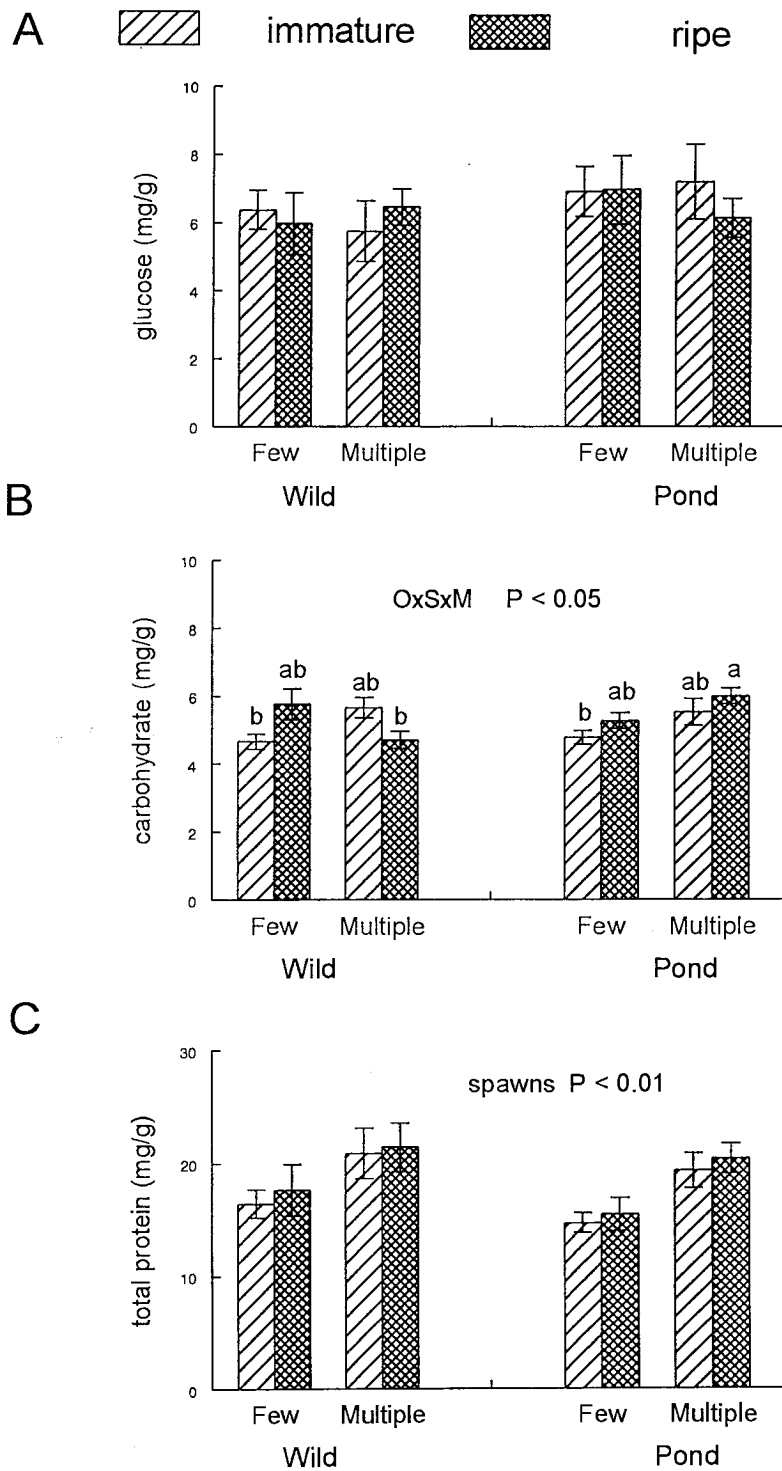 A immature ripe
glucose (mg/g)
10
8
6
4
2
0
Few Multiple Few Multiple
Wild Pond
B
carbohydrate (mg/g)
10
OxSxM P < 0.05
8
6
4
2
0
b ab ab b b ab ab a
Few Multiple Few Multiple
Wild Pond
C
total protein (mg/g)
30
spawns P < 0.01
20
10
0
Few Multiple Few Multiple
Wild Pond